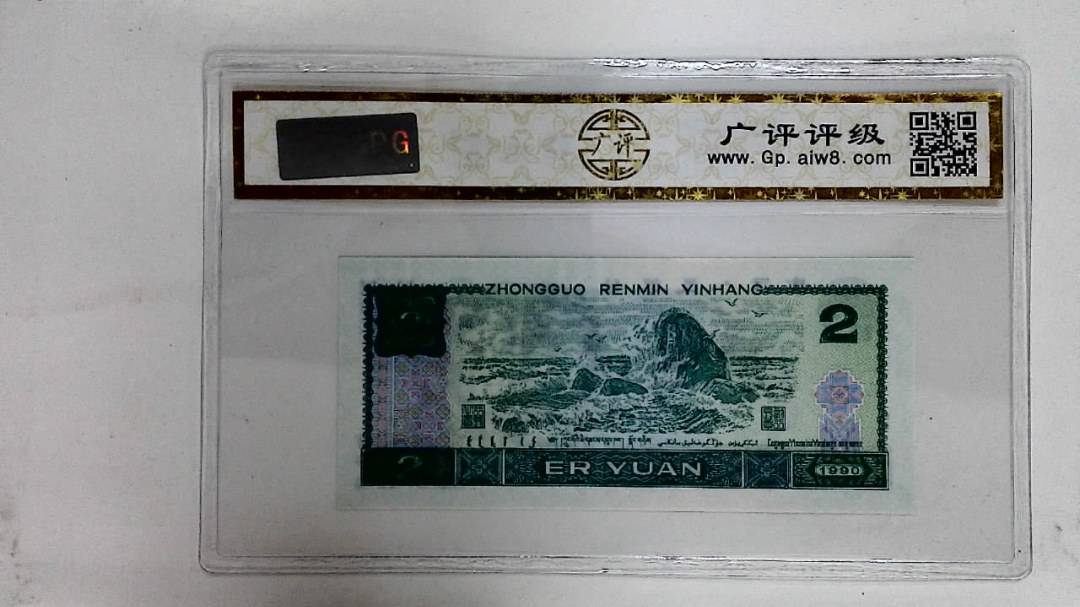 PG
广评
广评评级
www. Gp. aiw8. com
ZHONGGUO RENMIN YINHANG
2
ER YUAN
1990